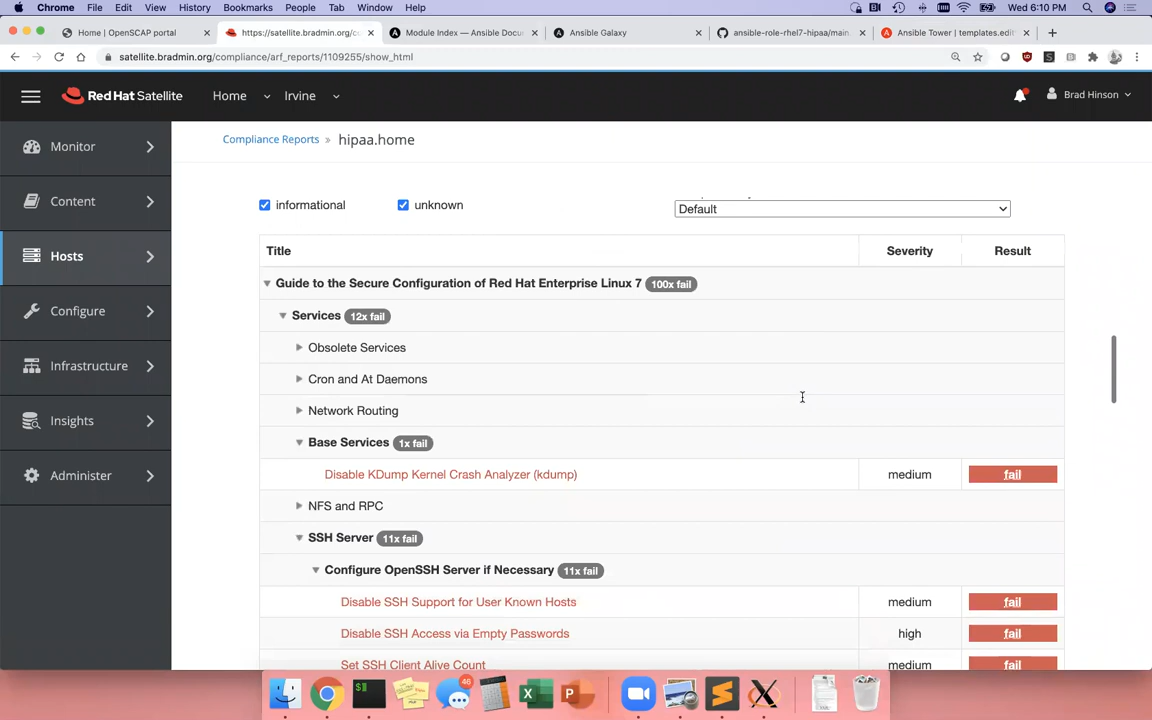 Chrome File Edit View History Bookmarks People Tab Window Help Wed 6:10 PM
Home | OpenSCAP portal × https://satellite.bradmin.org/c × Module Index — Ansible Docu × Ansible Galaxy × ansible-role-rhel7-hipaa/main. × Ansible Tower | templates.edit ×
satellite.bradmin.org/compliance/arf_reports/1109255/show_html
Red Hat Satellite Home Irvine Brad Hinson
Compliance Reports » hipaa.home
Monitor
Content
Hosts
Configure
Infrastructure
Insights
Administer
informational unknown Default
Title Severity Result
Guide to the Secure Configuration of Red Hat Enterprise Linux 7 100x fail
Services 12x fail
Obsolete Services
Cron and At Daemons
Network Routing
Base Services 1x fail
Disable KDump Kernel Crash Analyzer (kdump) medium fail
NFS and RPC
SSH Server 11x fail
Configure OpenSSH Server if Necessary 11x fail
Disable SSH Support for User Known Hosts medium fail
Disable SSH Access via Empty Passwords high fail
Set SSH Client Alive Count medium fail
46